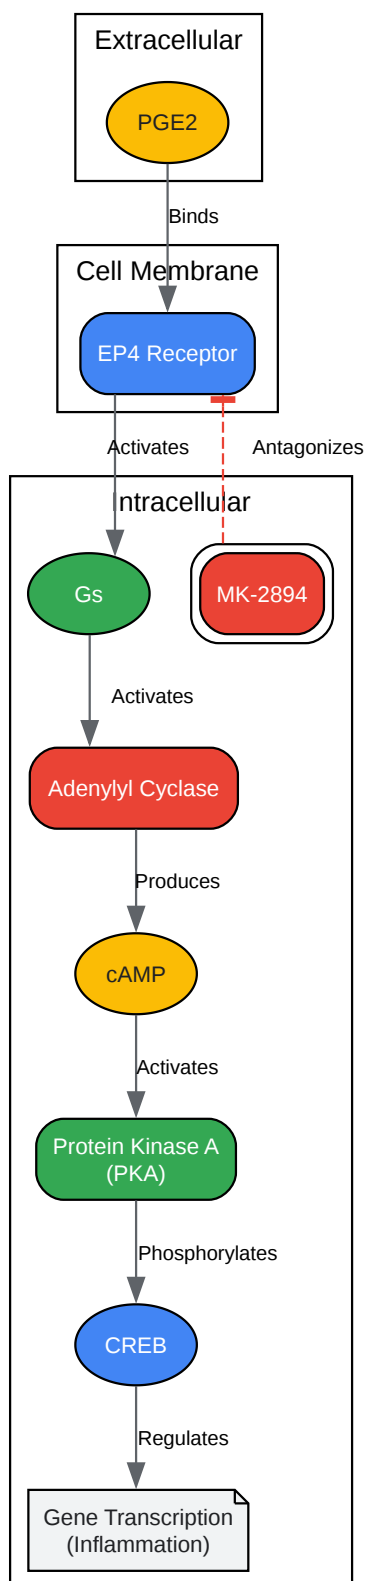 Extracellular
PGE2
Binds
Cell Membrane
EP4 Receptor
Activates
Antagonizes
Intracellular
Gs
MK-2894
Activates
Adenylyl Cyclase
Produces
cAMP
Activates
Protein Kinase A
(PKA)
Phosphorylates
CREB
Regulates
Gene Transcription
(Inflammation)